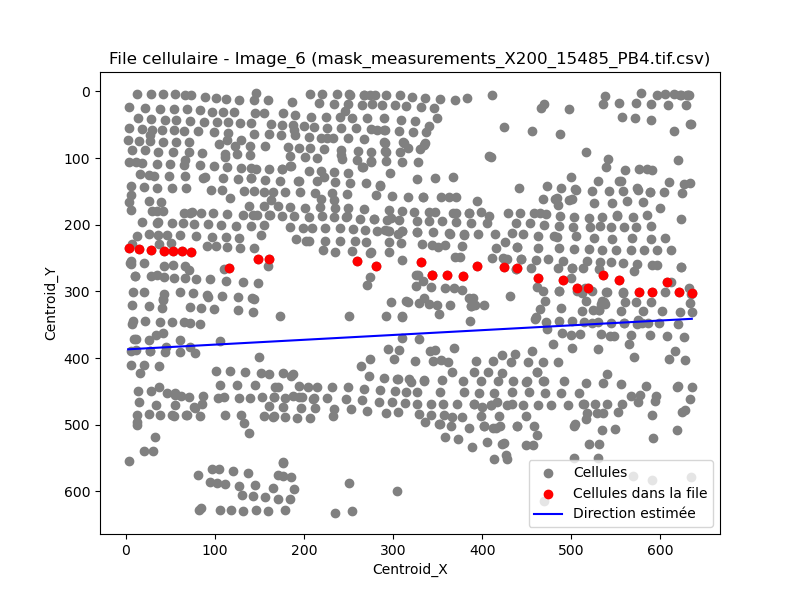 File cellulaire - Image_6 (mask_measurements_X200_15485_PB4.tif.csv)
0
100
200
300
400
500
600
Centroid_Y
0
100
200
300
400
500
600
Centroid_X
Cellules
Cellules dans la file
Direction estimée